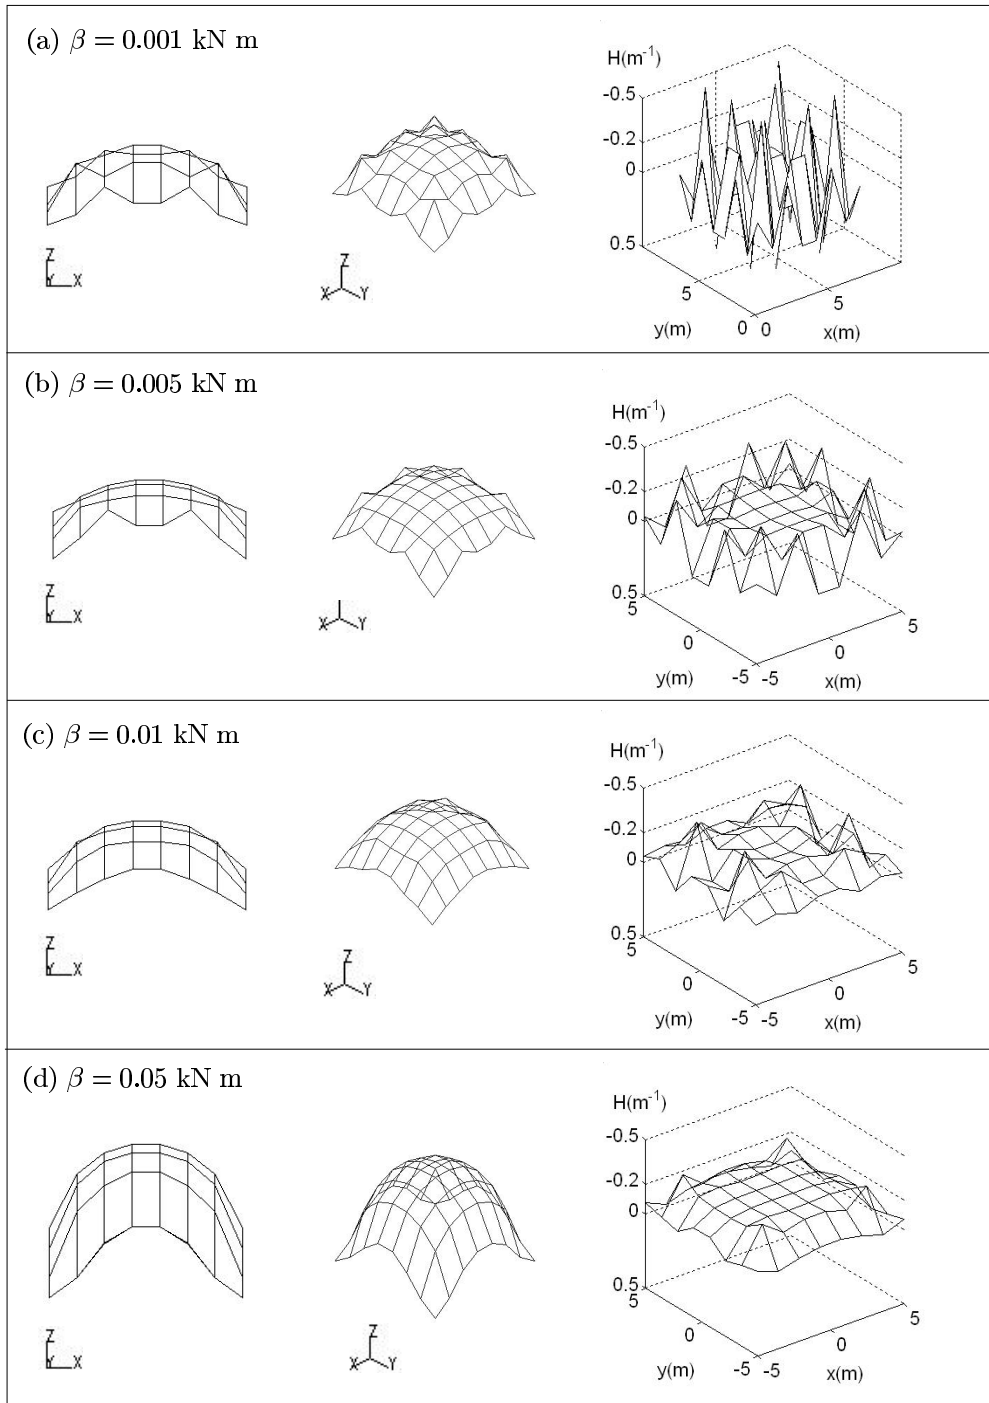 (a) β = 0.001 kN m
H(m-1)
-0.5
-0.2
0
0.5
5
0
0
5
y(m)
x(m)
Z
Y X
Z
X Y
(b) β = 0.005 kN m
H(m-1)
-0.5
-0.2
0
0.5
5
0
-5
-5
0
5
y(m)
x(m)
Z
Y X
X Y
(c) β = 0.01 kN m
H(m-1)
-0.5
-0.2
0
0.5
5
0
-5
-5
0
5
y(m)
x(m)
Z
Y X
Z
X Y
(d) β = 0.05 kN m
H(m-1)
-0.5
-0.2
0
0.5
5
0
-5
-5
0
5
y(m)
x(m)
Z
Y X
Z
X Y